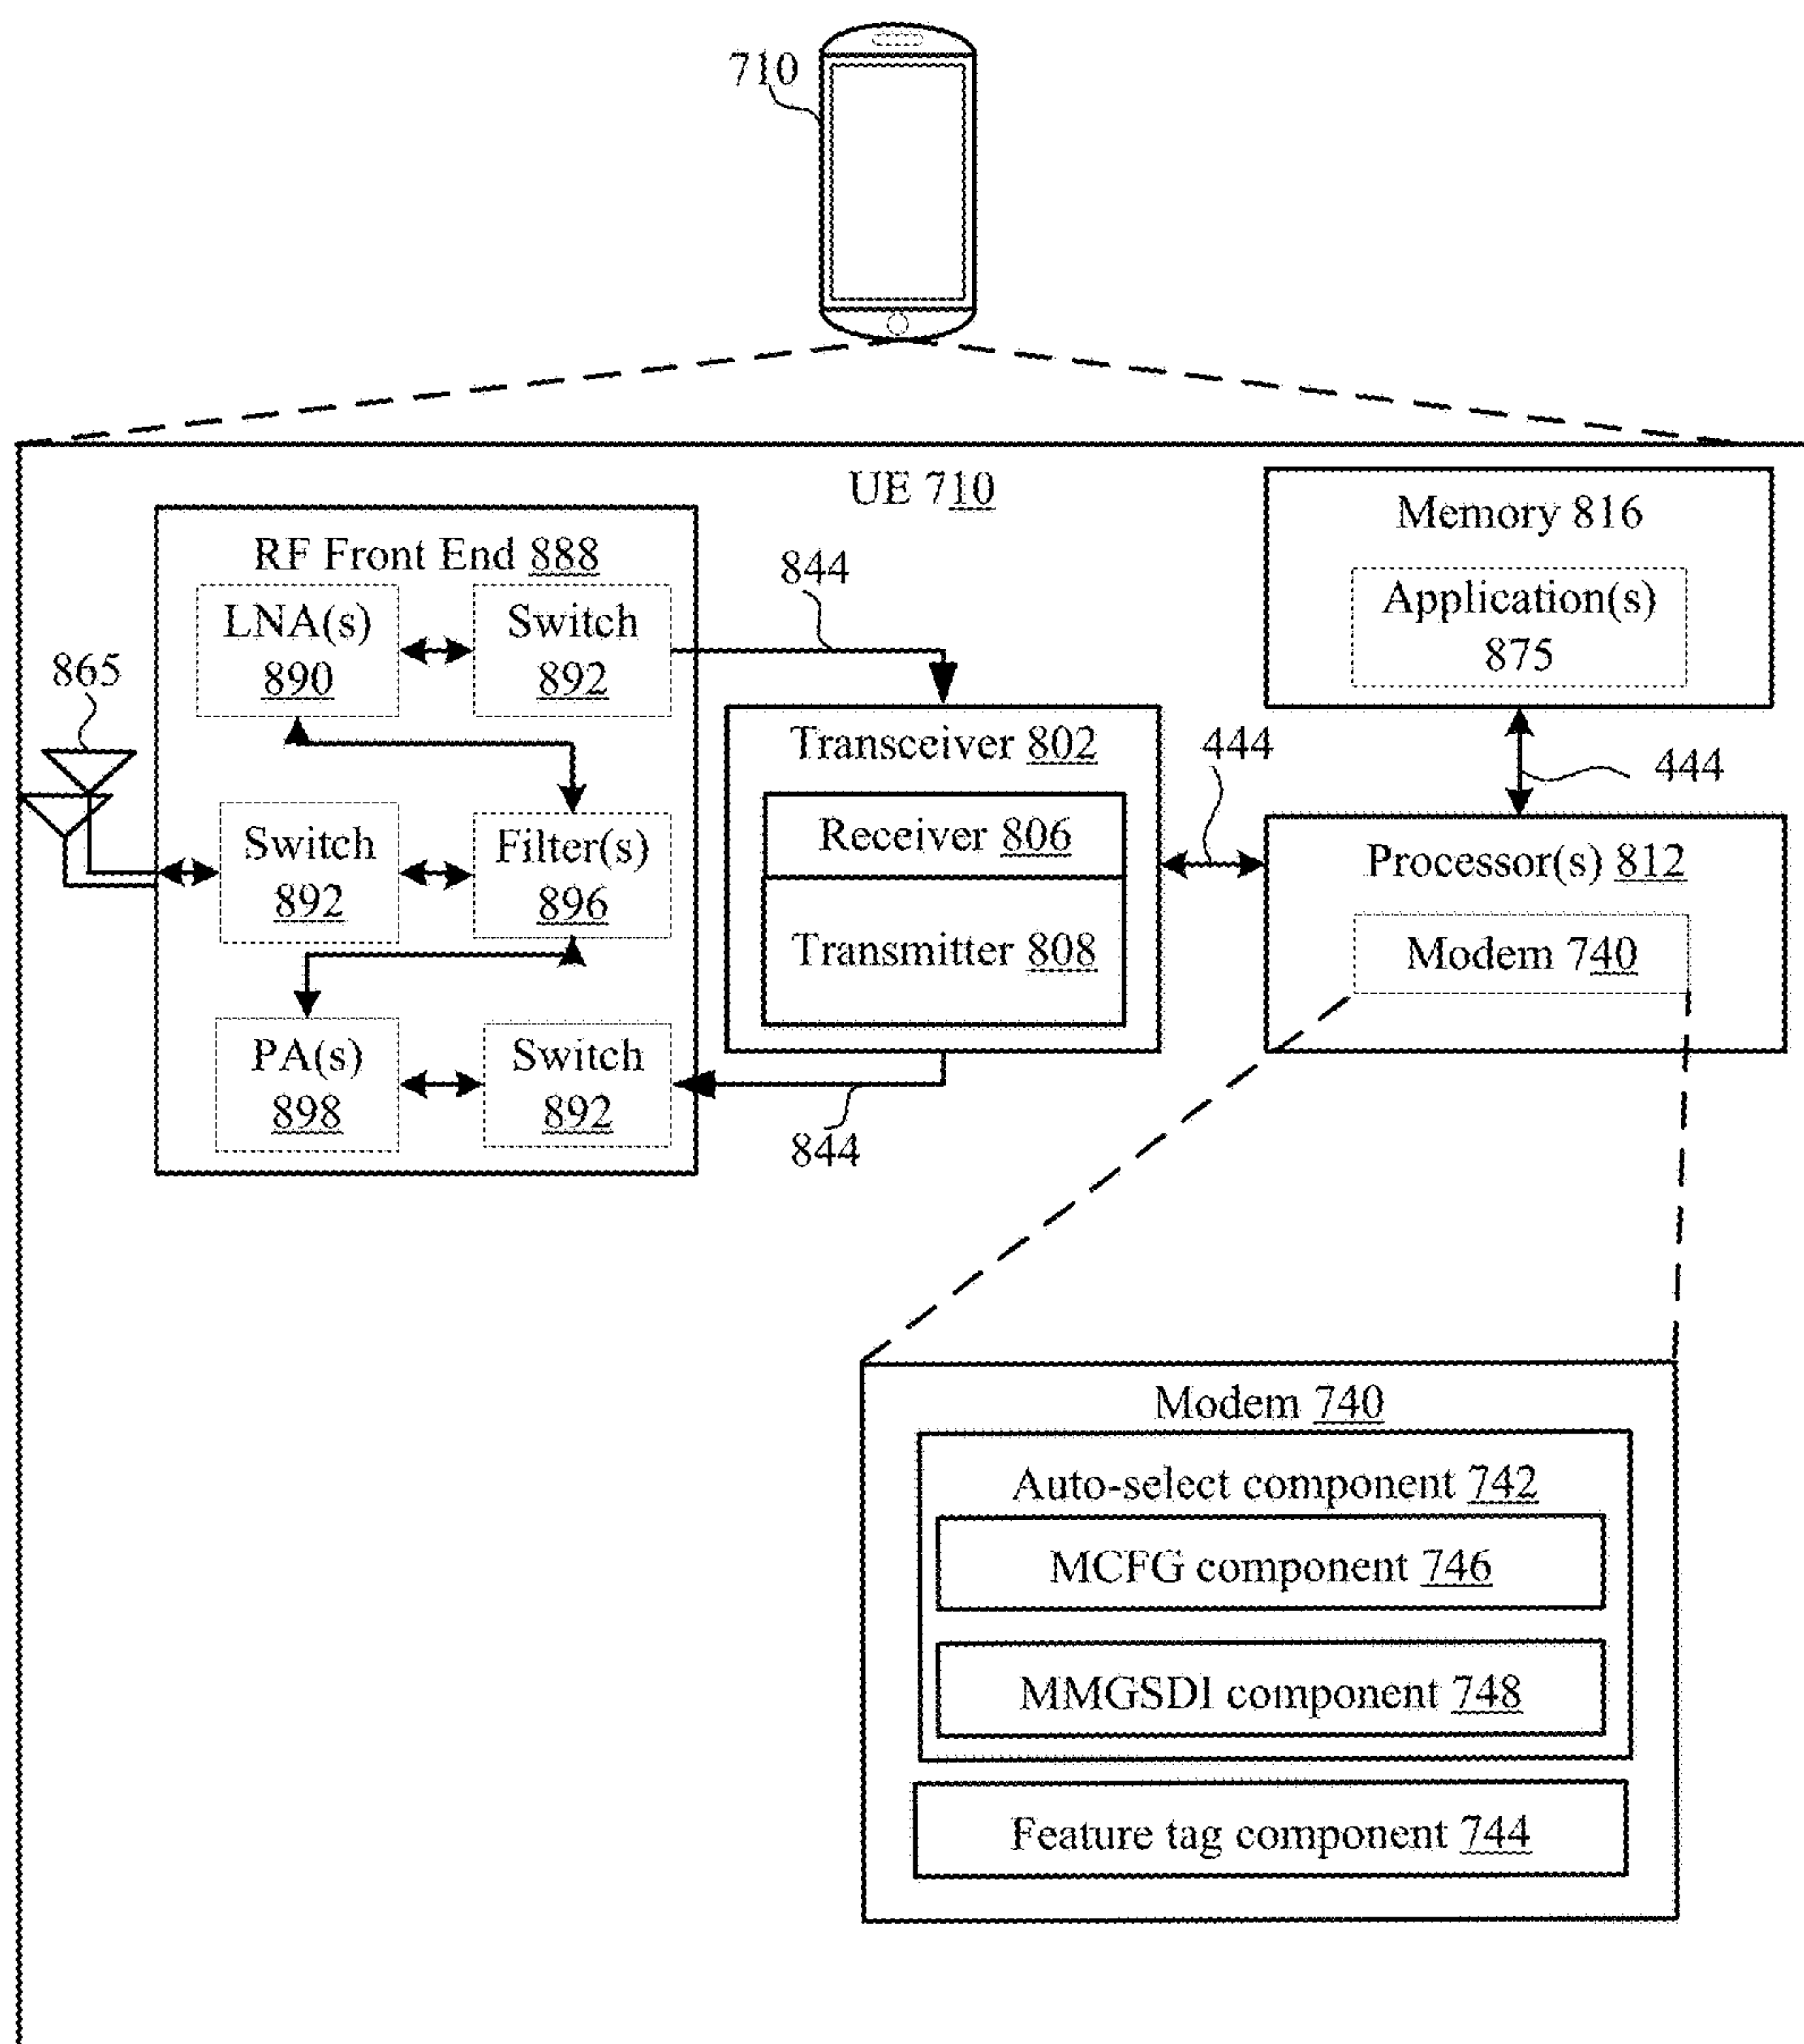 710
UE 710
RF Front End 888
LNA(s)
890
Switch
892
844
865
Switch
892
Filter(s)
896
PA(s)
898
Switch
892
844
Transceiver 802
Receiver 806
Transmitter 808
444
Memory 816
Application(s)
875
444
Processor(s) 812
Modem 740
Modem 740
Auto-select component 742
MCFG component 746
MMGSDI component 748
Feature tag component 744